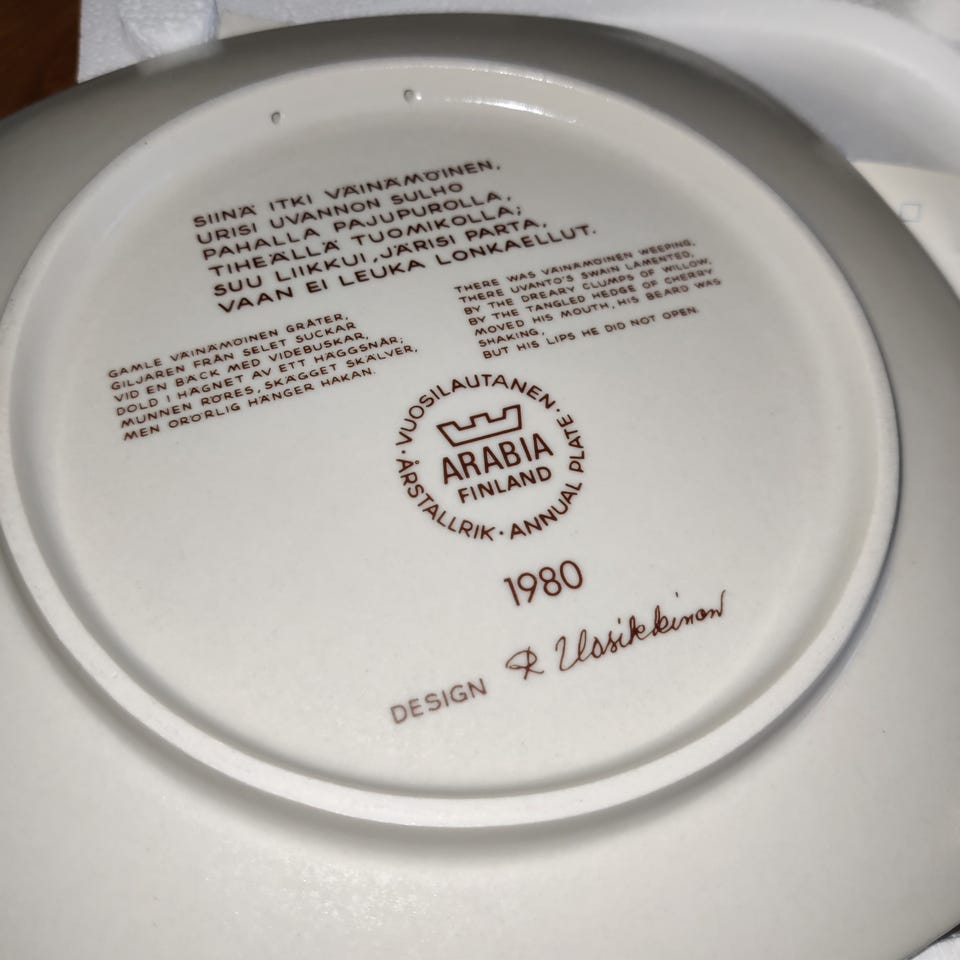 SIINÄ ITKI VÄINÄMÖINEN,
URISI UVANNON SULHO
PAHALLA PAJUPUROLLA,
TIHEÄLLÄ TUOMIKOLLA;
SUU LIIKKUI, JÄRISI PARTA,
VAAN EI LEUKA LONKAELLUT.
GAMLE VÄINÄMÖINEN GRÅTER,
GILJAREN FRÅN SELET SUCKAR
VID EN BÄCK MED VIDEBUSKAR,
DOLD I HÄGNET AV ETT HÄGGSNÅR;
MUNNEN RÖRES, SKÄGGET SKÄLVER,
MEN ORÖRLIG HÄNGER HAKAN.
THERE WAS VÄINÄMÖINEN WEEPING,
THERE UVANTO'S SWAIN LAMENTED,
BY THE DREARY CLUMPS OF WILLOW,
BY THE TANGLED HEDGE OF CHERRY
MOVED HIS MOUTH, HIS BEARD WAS
SHAKING,
BUT HIS LIPS HE DID NOT OPEN.
VUOSILAUTANEN · ANNUAL PLATE · ÅRSTALLRIK ·
ARABIA
FINLAND
1980
DESIGN R Uosikkinen